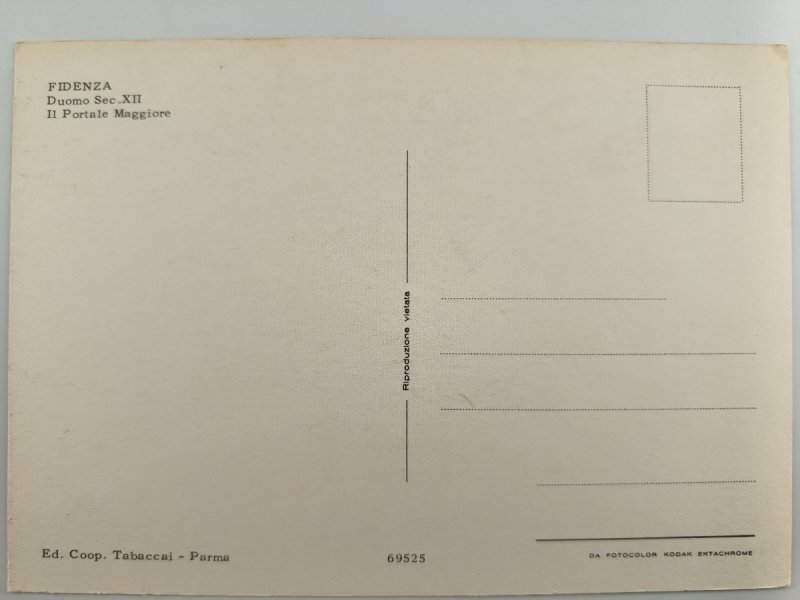 FIDENZA
Duomo Sec.XII
Il Portale Maggiore
Riproduzione vietata
Ed. Coop. Tabaccai - Parma
69525
DA FOTOCOLOR KODAK EKTACHROME